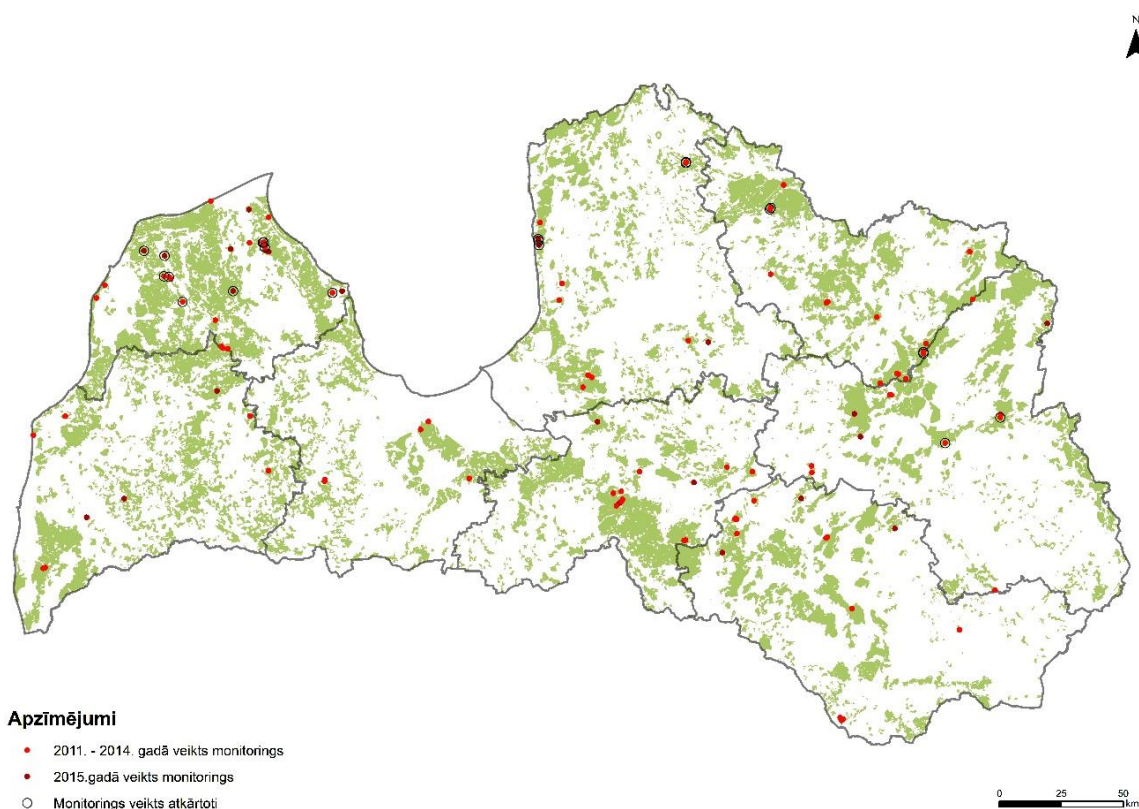 N
Apzīmējumi
2011. - 2014. gadā veikts monitorings
2015.gadā veikts monitorings
Monitorings veikts atkārtoti
0 25 50
km